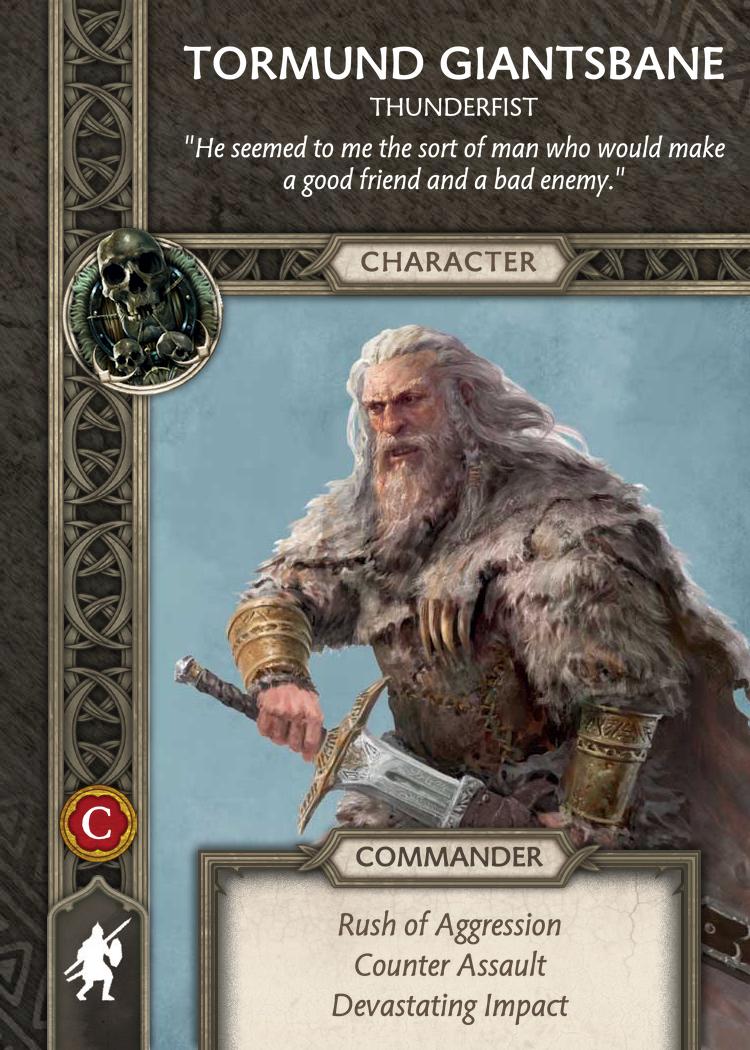 TORMUND GIANTSBANE
THUNDERFIST
"He seemed to me the sort of man who would make
a good friend and a bad enemy."
CHARACTER
C
COMMANDER
Rush of Aggression
Counter Assault
Devastating Impact